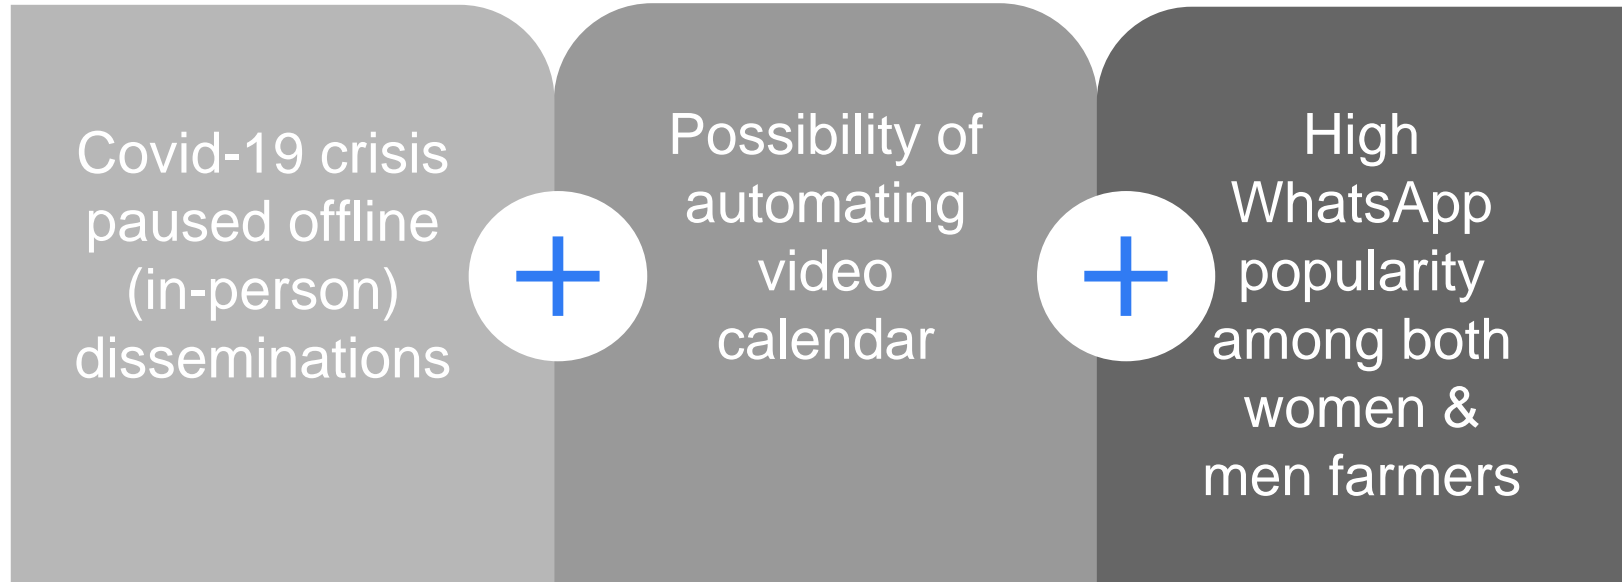 Covid-19 crisis
paused offline
(in-person)
disseminations
+
Possibility of
automating
video
calendar
+
High
WhatsApp
popularity
among both
women &
men farmers